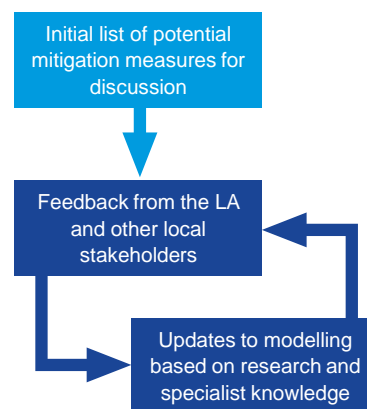 Initial list of potential
mitigation measures for
discussion
Feedback from the LA
and other local
stakeholders
Updates to modelling
based on research and
specialist knowledge